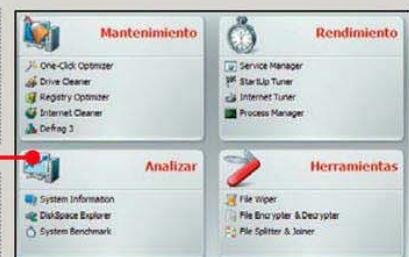 Mantenimiento
One-Click Optimizer
Drive Cleaner
Registry Optimizer
Internet Cleaner
Defrag 3
Rendimiento
Service Manager
StartUp Tuner
Internet Tuner
Process Manager
Analizar
System Information
DiskSpace Explorer
System Benchmark
Herramientas
File Wiper
File Encrypter & Decrypter
File Splitter & Joiner